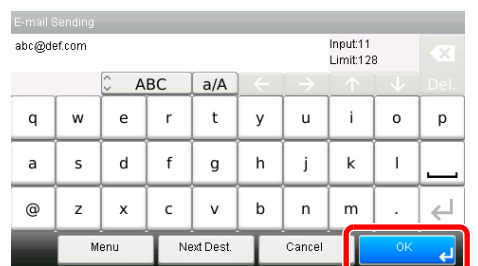 E-mail Sending
abc@def.com
Input:11
Limit:128
ABC a/A Del.
q w e r t y u i o p
a s d f g h j k l
@ z x c v b n m .
Menu Next Dest. Cancel OK